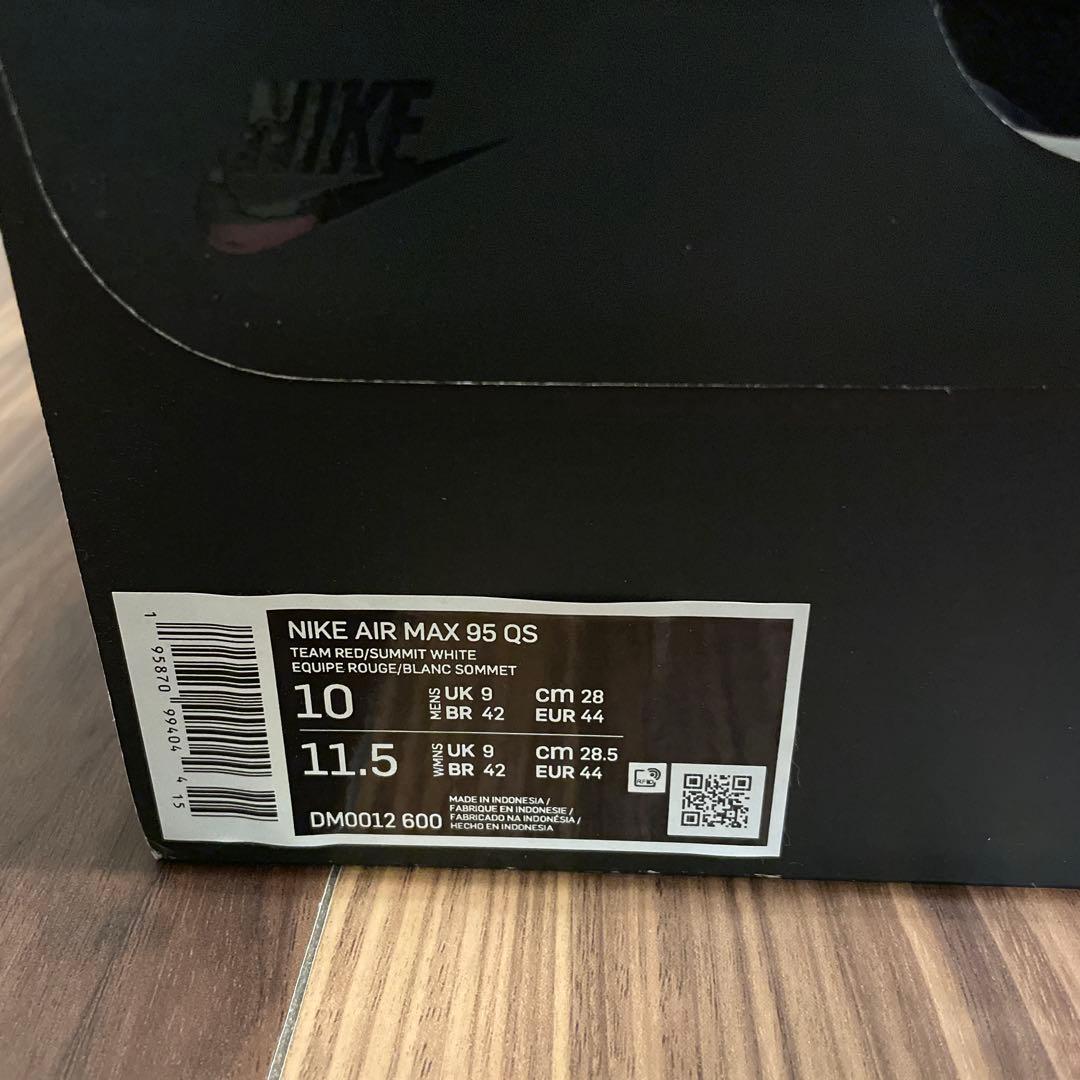 NIKE
NIKE AIR MAX 95 QS
TEAM RED/SUMMIT WHITE
EQUIPE ROUGE/BLANC SOMMET
10 MENS UK 9 cm 28
BR 42 EUR 44
11.5 WMNS UK 9 cm 28.5
BR 42 EUR 44
RFID
DM0012 600
MADE IN INDONESIA /
FABRIQUE EN INDONESIE /
FABRICADO NA INDONÉSIA /
HECHO EN INDONESIA
1 95870 99404 4 15